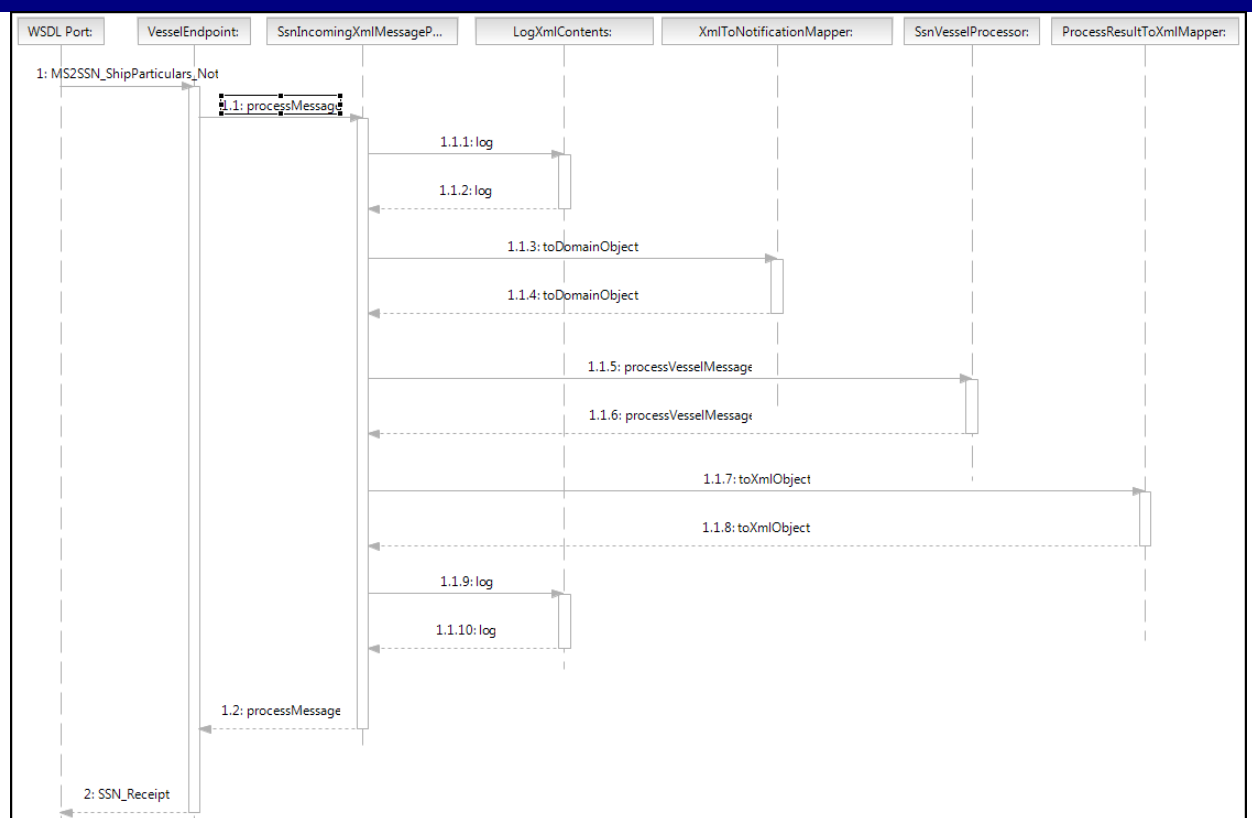 WSDL Port:
VesselEndpoint:
SsnIncomingXmlMessageP...
LogXmlContents:
XmlToNotificationMapper:
SsnVesselProcessor:
ProcessResultToXmlMapper:
1: MS2SSN_ShipParticulars_Not
1.1: processMessage
1.1.1: log
1.1.2: log
1.1.3: toDomainObject
1.1.4: toDomainObject
1.1.5: processVesselMessage
1.1.6: processVesselMessage
1.1.7: toXmlObject
1.1.8: toXmlObject
1.1.9: log
1.1.10: log
1.2: processMessage
2: SSN_Receipt